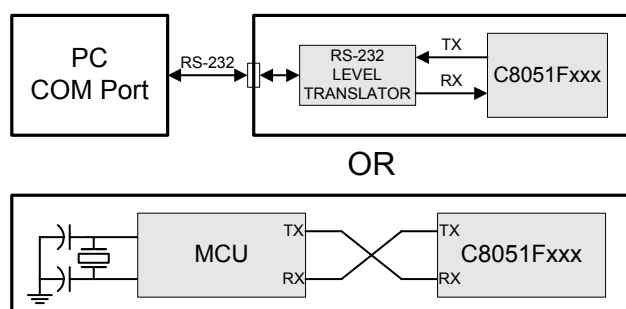 PC
COM Port
RS-232
RS-232
LEVEL
TRANSLATOR
TX
RX
C8051Fxxx
OR
MCU
TX
RX
TX
RX
C8051Fxxx